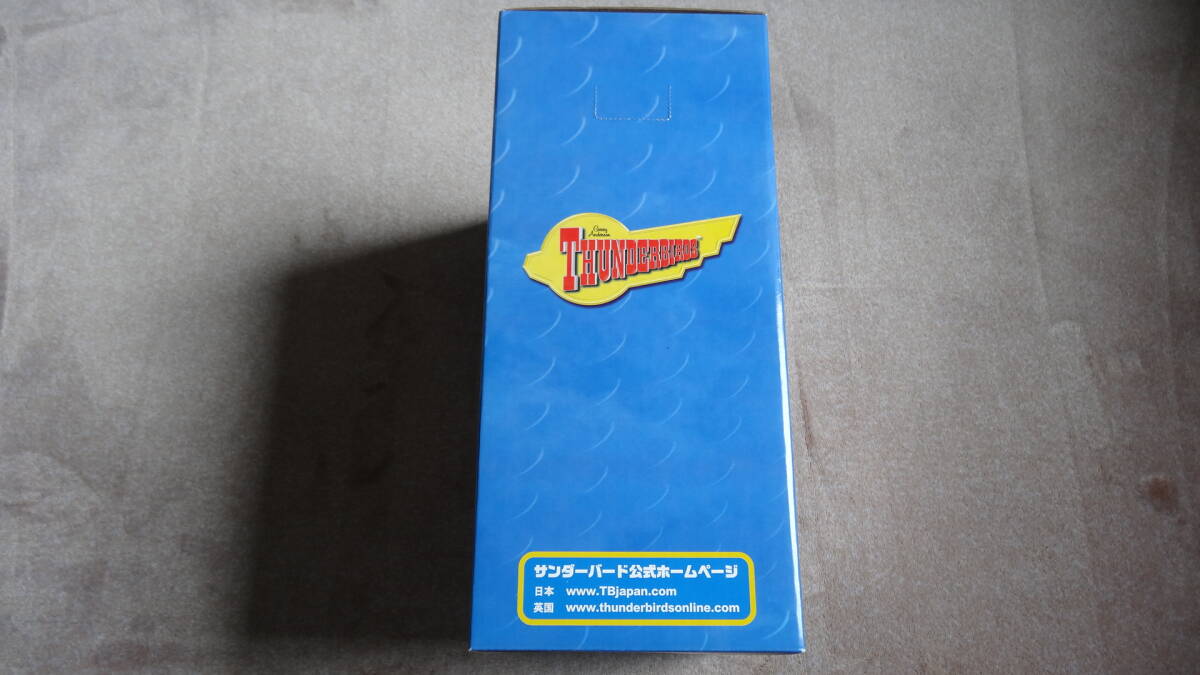 Gerry
Anderson
THUNDERBIRDS™
サンダーバード公式ホームページ
日本 www.TBjapan.com
英国 www.thunderbirdsonline.com